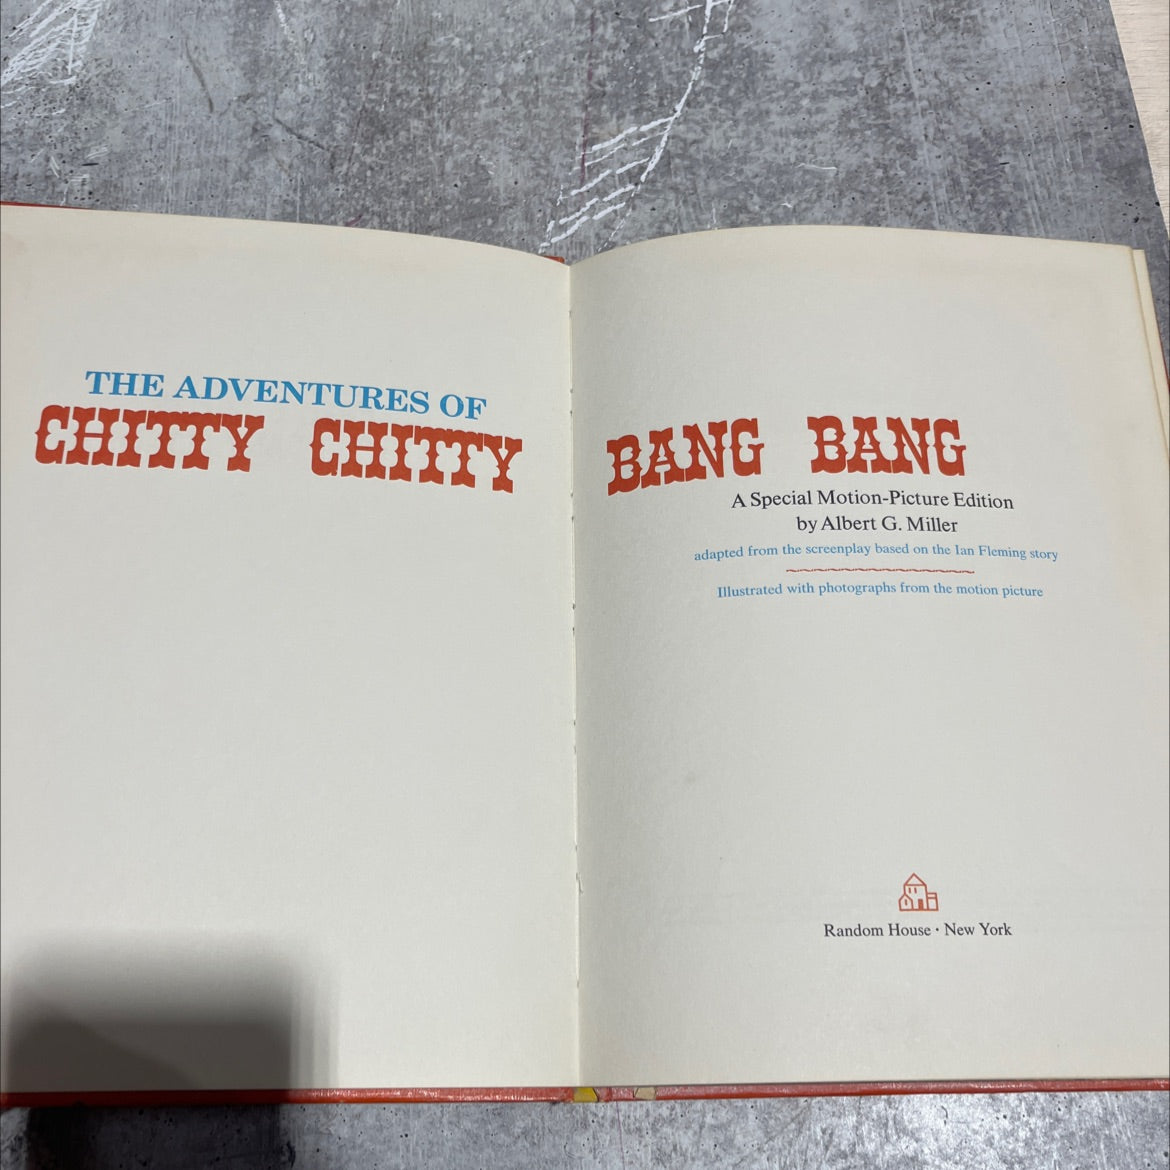 THE ADVENTURES OF
CHITTY CHITTY BANG BANG
A Special Motion-Picture Edition
by Albert G. Miller
adapted from the screenplay based on the Ian Fleming story
Illustrated with photographs from the motion picture
Random House · New York